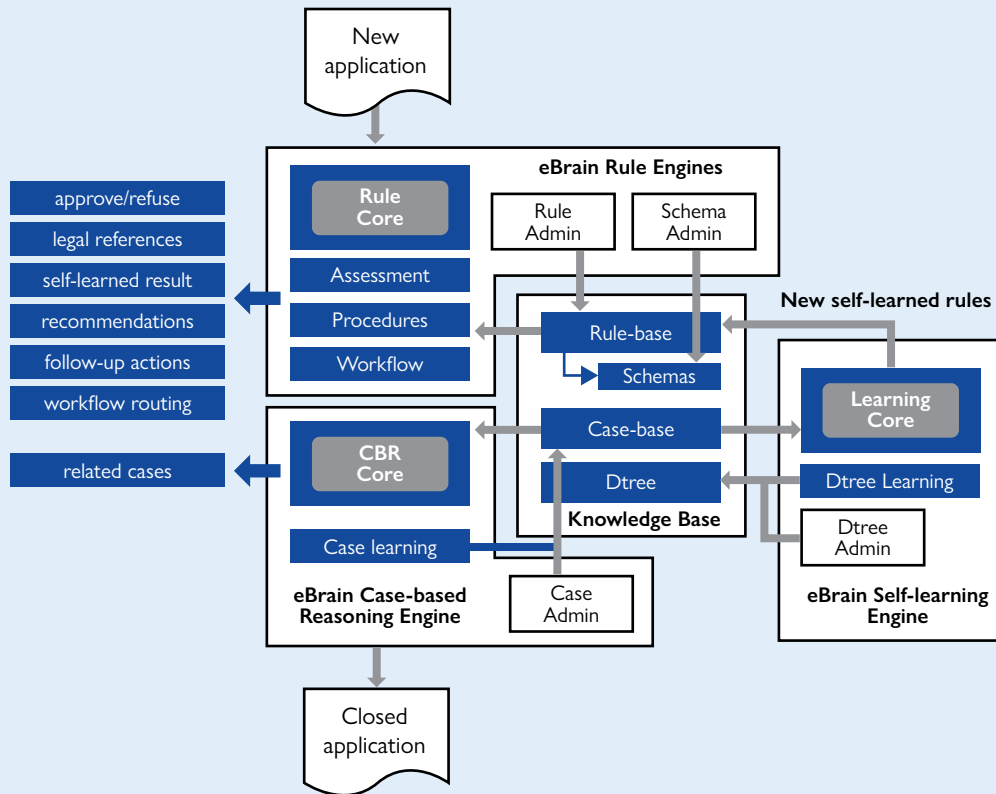 New
application
eBrain Rule Engines
Rule
Core
Rule
Admin
Schema
Admin
approve/refuse
legal references
self-learned result
recommendations
follow-up actions
workflow routing
Assessment
Procedures
Workflow
New self-learned rules
Rule-base
Schemas
Case-base
Dtree
Knowledge Base
Learning
Core
Dtree Learning
Dtree
Admin
eBrain Self-learning
Engine
related cases
CBR
Core
Case learning
eBrain Case-based
Reasoning Engine
Case
Admin
Closed
application